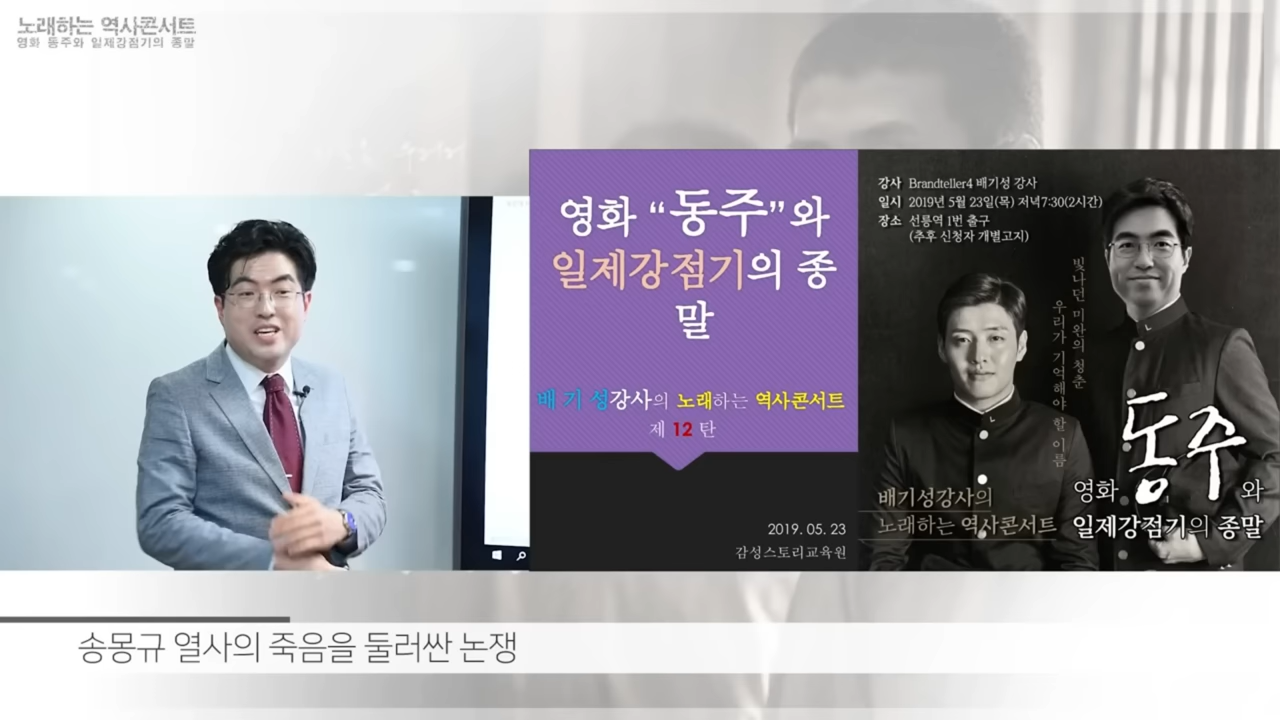 노래하는 역사콘서트
영화 동주와 일제강점기의 종말
영화 “동주”와
일제강점기의 종
말
배 기 성강사의 노래하는 역사콘서트
제 12 탄
2019. 05. 23
감성스토리교육원
강사 Brandteller4 배기성 강사
일시 2019년 5월 23일(목) 저녁7:30(2시간)
장소 선릉역 1번 출구
(추후 신청자 개별고지)
빛나던 미완의 청춘
우리가 기억해야 할 이름
배기성강사의
노래하는 역사콘서트
영화 동주와
일제강점기의 종말
송몽규 열사의 죽음을 둘러싼 논쟁